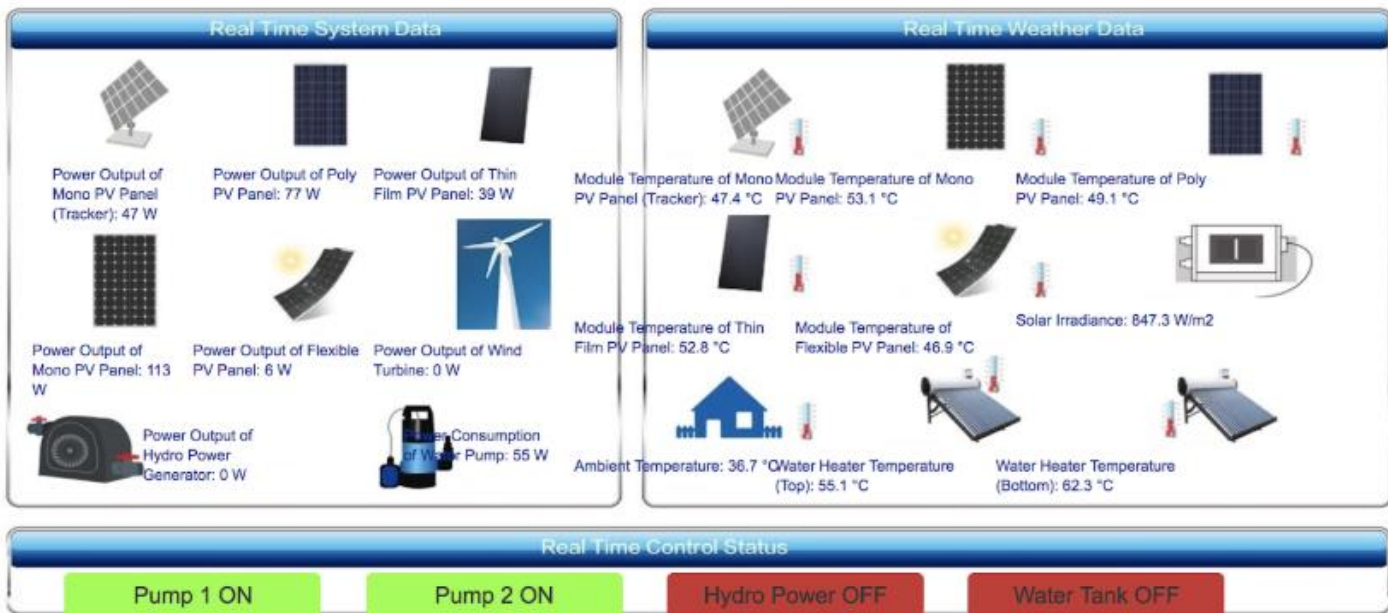 Real Time System Data
Power Output of
Mono PV Panel
(Tracker): 47 W
Power Output of Poly
PV Panel: 77 W
Power Output of Thin
Film PV Panel: 39 W
Power Output of
Mono PV Panel: 113
W
Power Output of Flexible
PV Panel: 6 W
Power Output of Wind
Turbine: 0 W
Power Output of
Hydro Power
Generator: 0 W
Power Consumption
of Water Pump: 55 W
Real Time Weather Data
Module Temperature of Mono
PV Panel (Tracker): 47.4 °C
Module Temperature of Mono
PV Panel: 53.1 °C
Module Temperature of Poly
PV Panel: 49.1 °C
Module Temperature of Thin
Film PV Panel: 52.8 °C
Module Temperature of
Flexible PV Panel: 46.9 °C
Solar Irradiance: 847.3 W/m2
Ambient Temperature: 36.7 °C
Water Heater Temperature
(Top): 55.1 °C
Water Heater Temperature
(Bottom): 62.3 °C
Real Time Control Status
Pump 1 ON
Pump 2 ON
Hydro Power OFF
Water Tank OFF